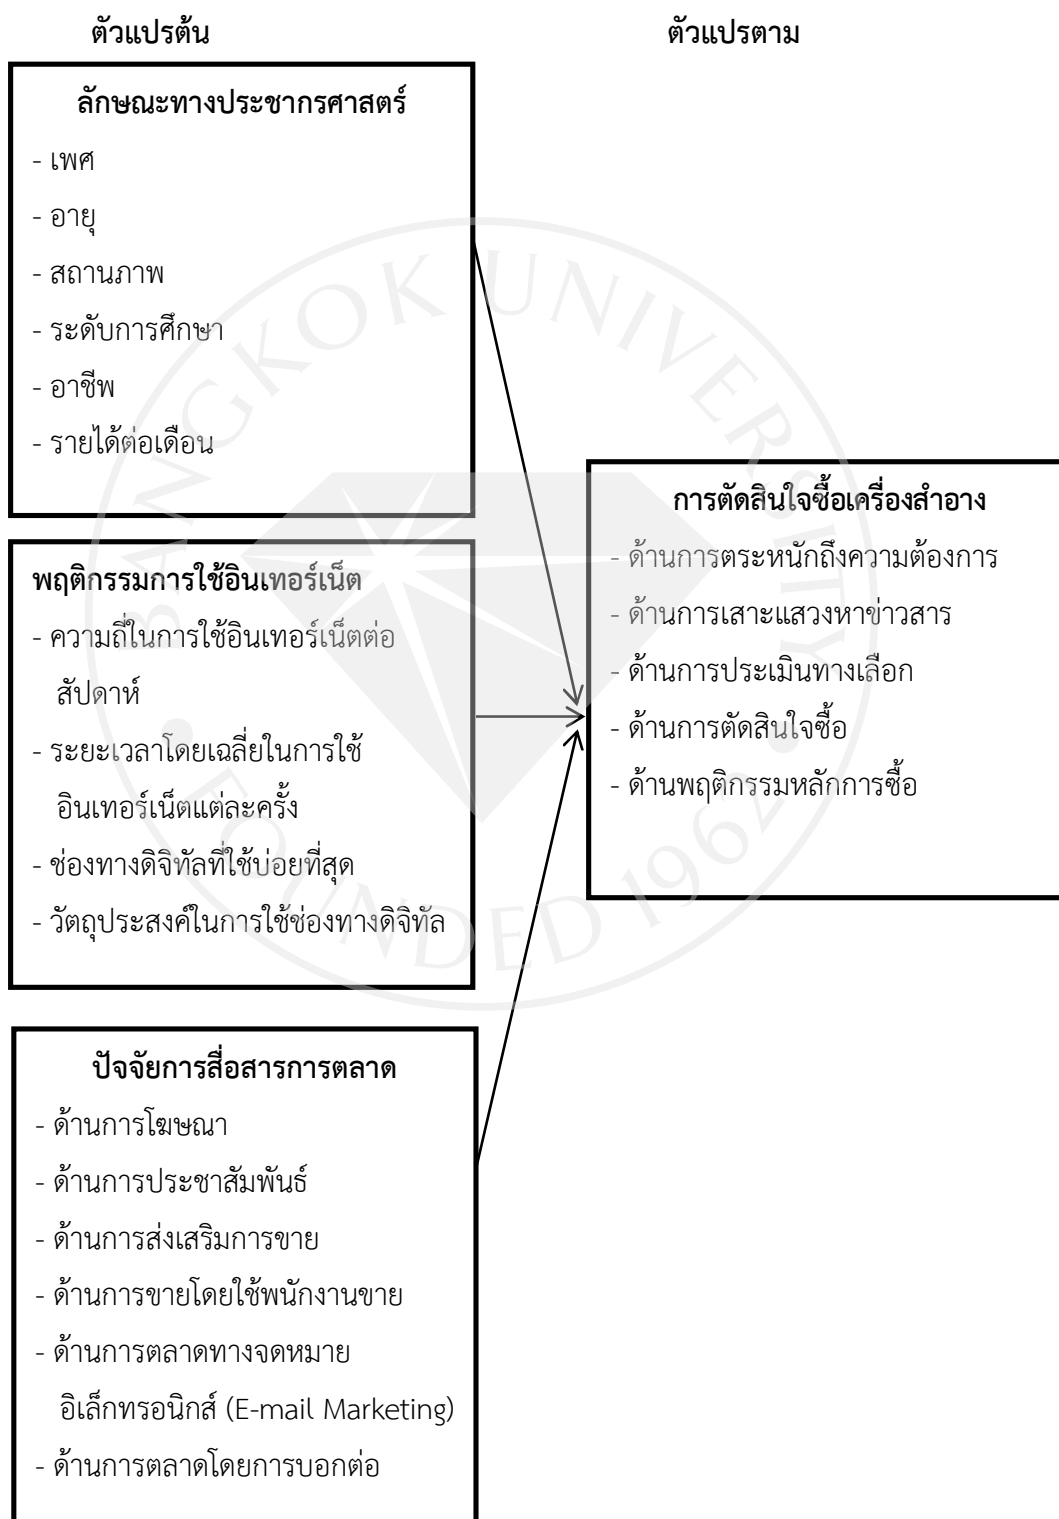 ตัวแปรต้น
ตัวแปรตาม
ลักษณะทางประชากรศาสตร์
- เพศ
- อายุ
- สถานภาพ
- ระดับการศึกษา
- อาชีพ
- รายได้ต่อเดือน
พฤติกรรมการใช้อินเทอร์เน็ต
- ความถี่ในการใช้อินเทอร์เน็ตต่อ
สัปดาห์
- ระยะเวลาโดยเฉลี่ยในการใช้
อินเทอร์เน็ตแต่ละครั้ง
- ช่องทางดิจิทัลที่ใช้บ่อยที่สุด
- วัตถุประสงค์ในการใช้ช่องทางดิจิทัล
ปัจจัยการสื่อสารการตลาด
- ด้านการโฆษณา
- ด้านการประชาสัมพันธ์
- ด้านการส่งเสริมการขาย
- ด้านการขายโดยใช้พนักงานขาย
- ด้านการตลาดทางจดหมาย
อิเล็กทรอนิกส์ (E-mail Marketing)
- ด้านการตลาดโดยการบอกต่อ
การตัดสินใจซื้อเครื่องสำอาง
- ด้านการตระหนักถึงความต้องการ
- ด้านการเสาะแสวงหาข่าวสาร
- ด้านการประเมินทางเลือก
- ด้านการตัดสินใจซื้อ
- ด้านพฤติกรรมหลักการซื้อ
BANGKOK UNIVERSITY
FOUNDED 1962